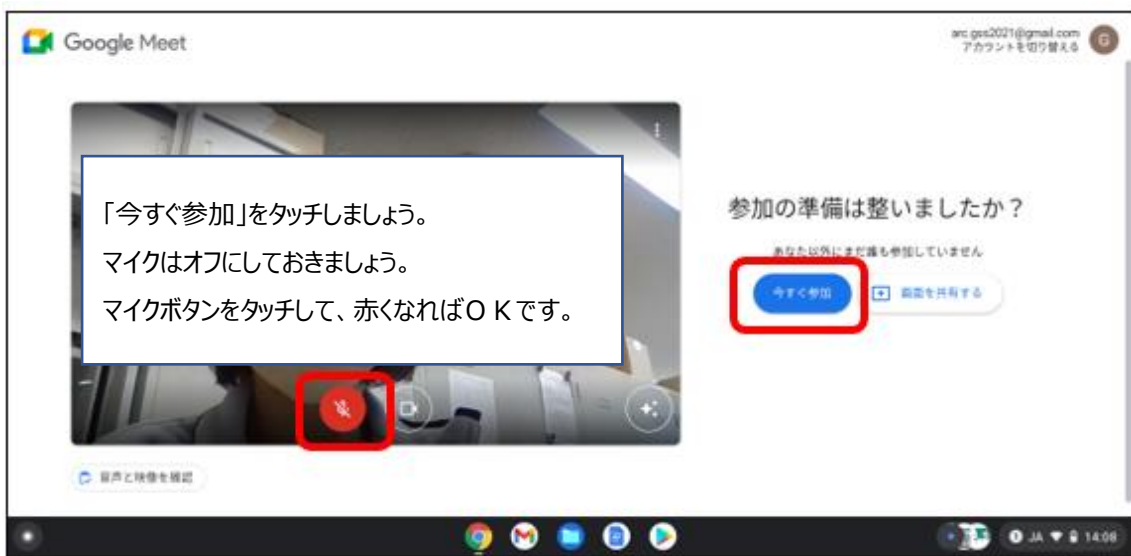 Google Meet
arc.gss2021@gmail.com
アカウントを切り替える
G
「今すぐ参加」をタッチしましょう。
マイクはオフにしておきましょう。
マイクボタンをタッチして、赤くなればＯＫです。
参加の準備は整いましたか？
あなた以外にまだ誰も参加していません
今すぐ参加
画面を共有する
音声と映像を確認
JA
14:08